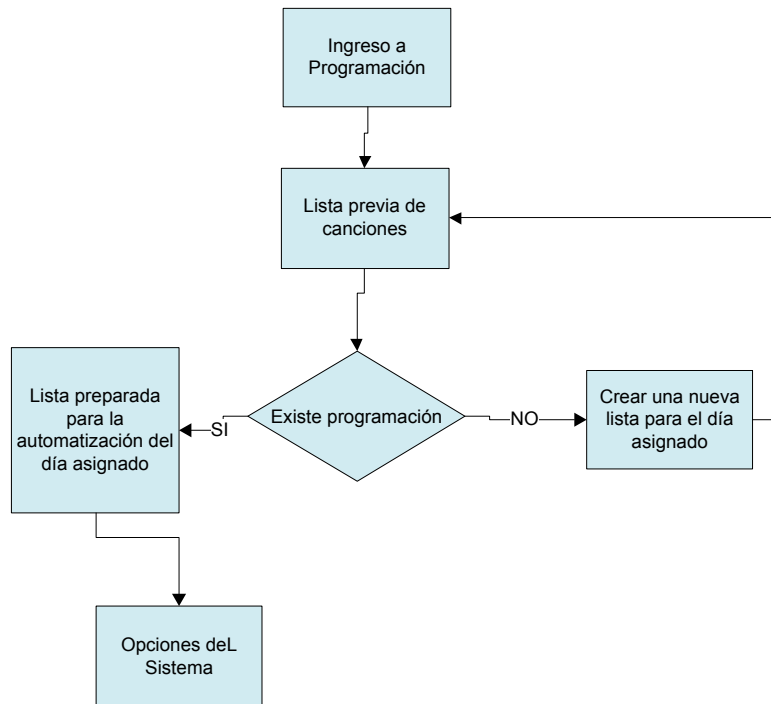 Ingreso a
Programación
Lista previa de
canciones
Existe programación
SI
NO
Lista preparada
para la
automatización del
día asignado
Crear una nueva
lista para el día
asignado
Opciones deL
Sistema